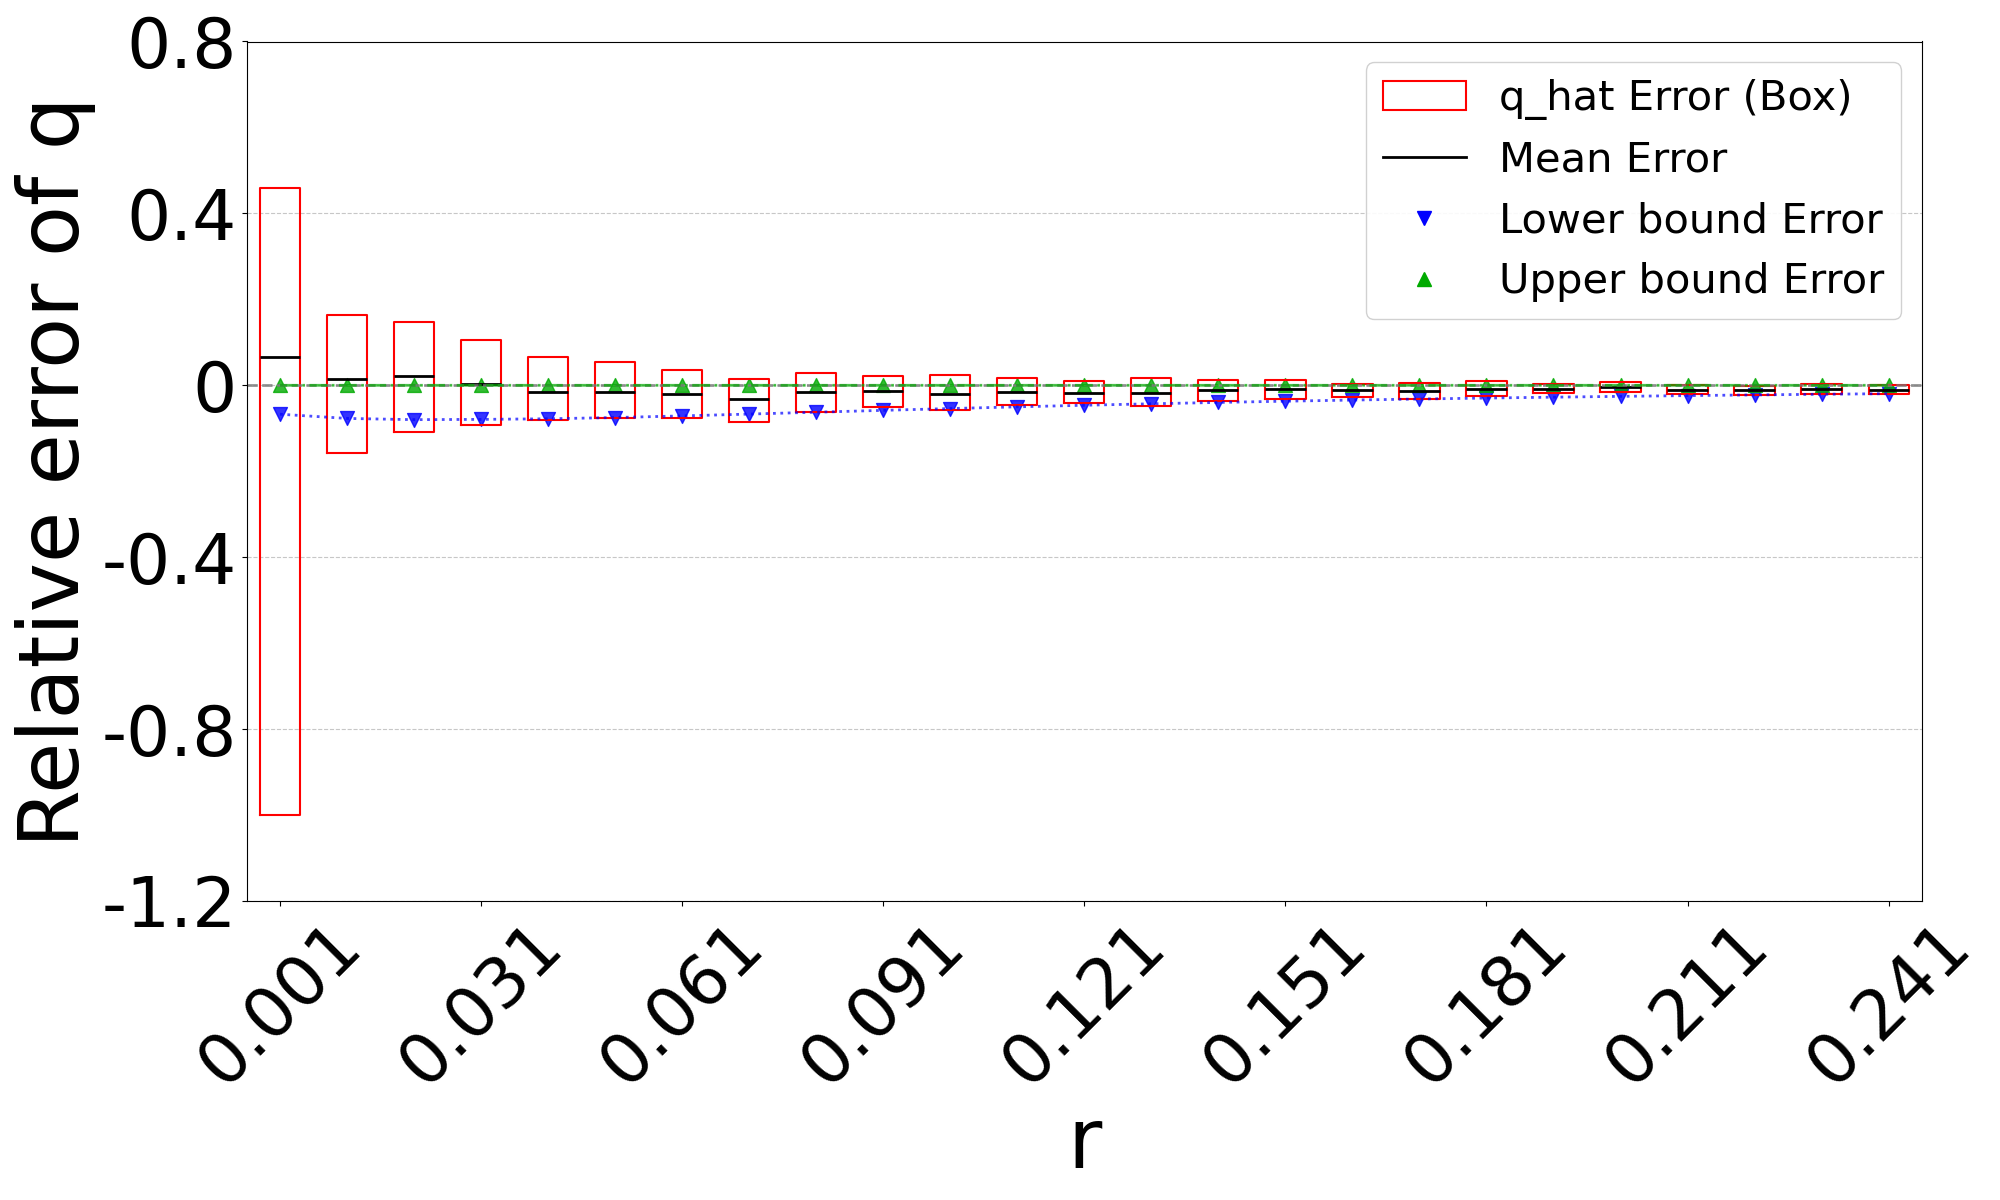 Relative error of q
0.8
0.4
0
-0.4
-0.8
-1.2
q_hat Error (Box)
Mean Error
Lower bound Error
Upper bound Error
0.001
0.031
0.061
0.091
0.121
0.151
0.181
0.211
0.241
r